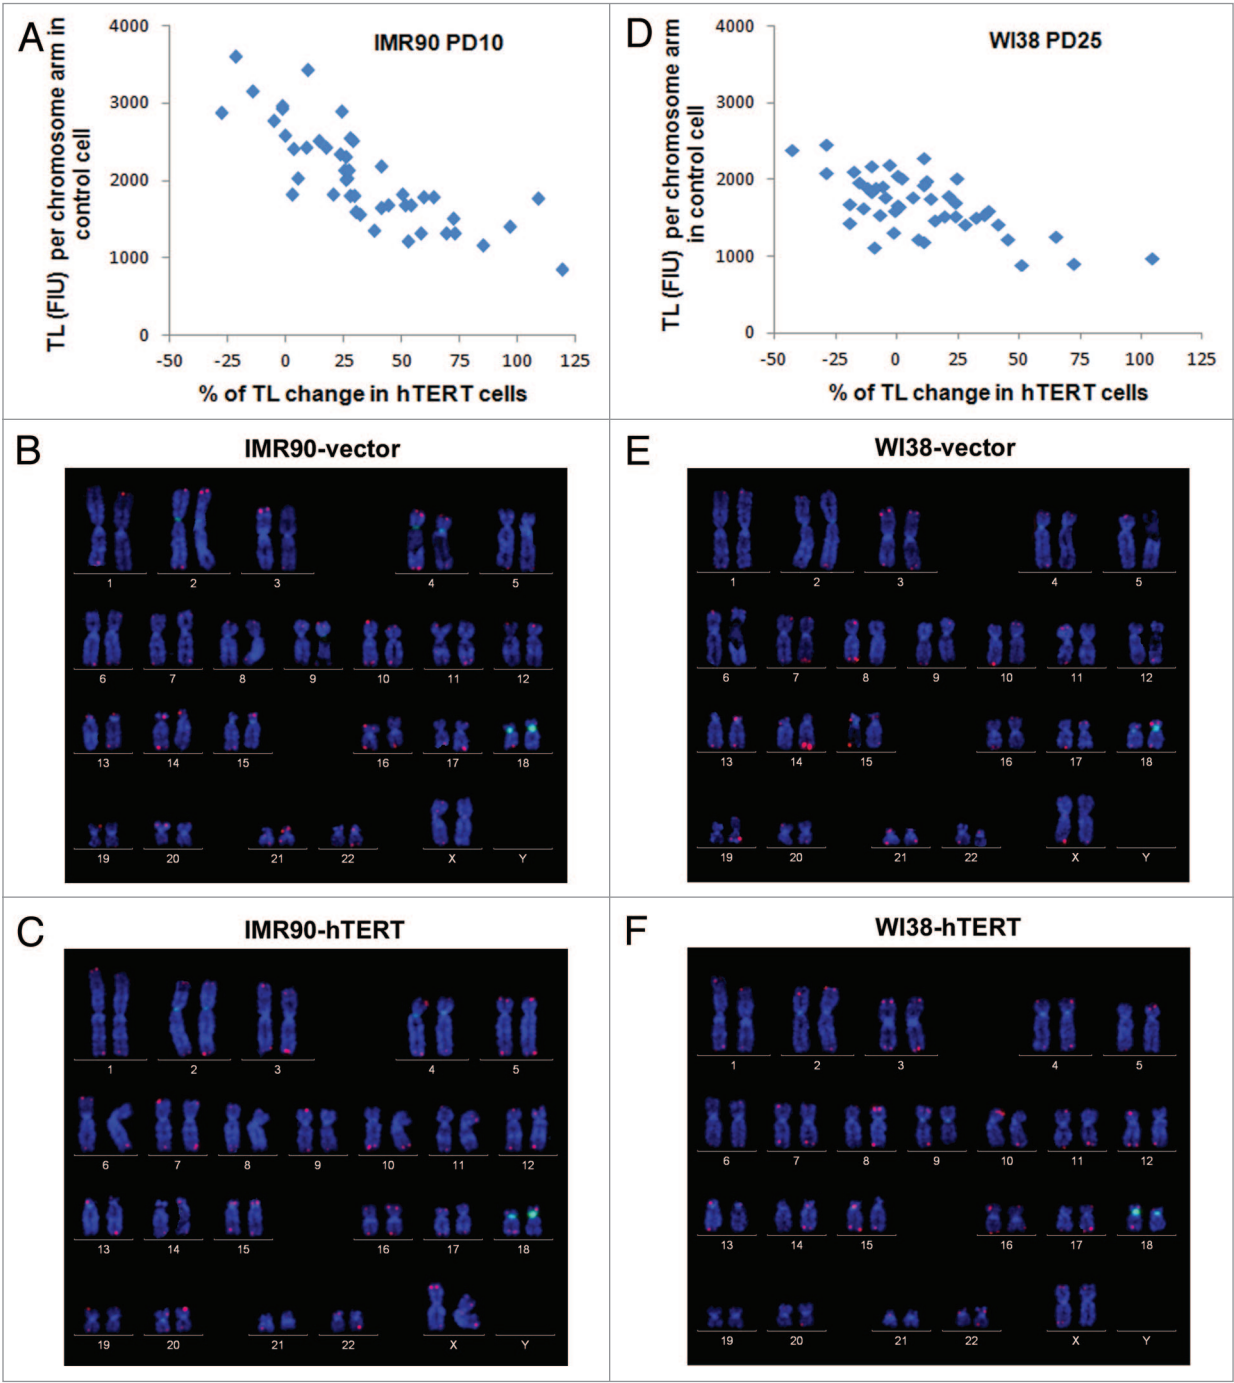 A
IMR90 PD10
TL (FIU) per chromosome arm in
control cell
4000
3000
2000
1000
0
-50 -25 0 25 50 75 100 125
% of TL change in hTERT cells
D
WI38 PD25
TL (FIU) per chromosome arm
in control cell
4000
3000
2000
1000
0
-50 -25 0 25 50 75 100 125
% of TL change in hTERT cells
B
IMR90-vector
1 2 3 4 5
6 7 8 9 10 11 12
13 14 15 16 17 18
19 20 21 22 X Y
E
WI38-vector
1 2 3 4 5
6 7 8 9 10 11 12
13 14 15 16 17 18
19 20 21 22 X Y
C
IMR90-hTERT
1 2 3 4 5
6 7 8 9 10 11 12
13 14 15 16 17 18
19 20 21 22 X Y
F
WI38-hTERT
1 2 3 4 5
6 7 8 9 10 11 12
13 14 15 16 17 18
19 20 21 22 X Y